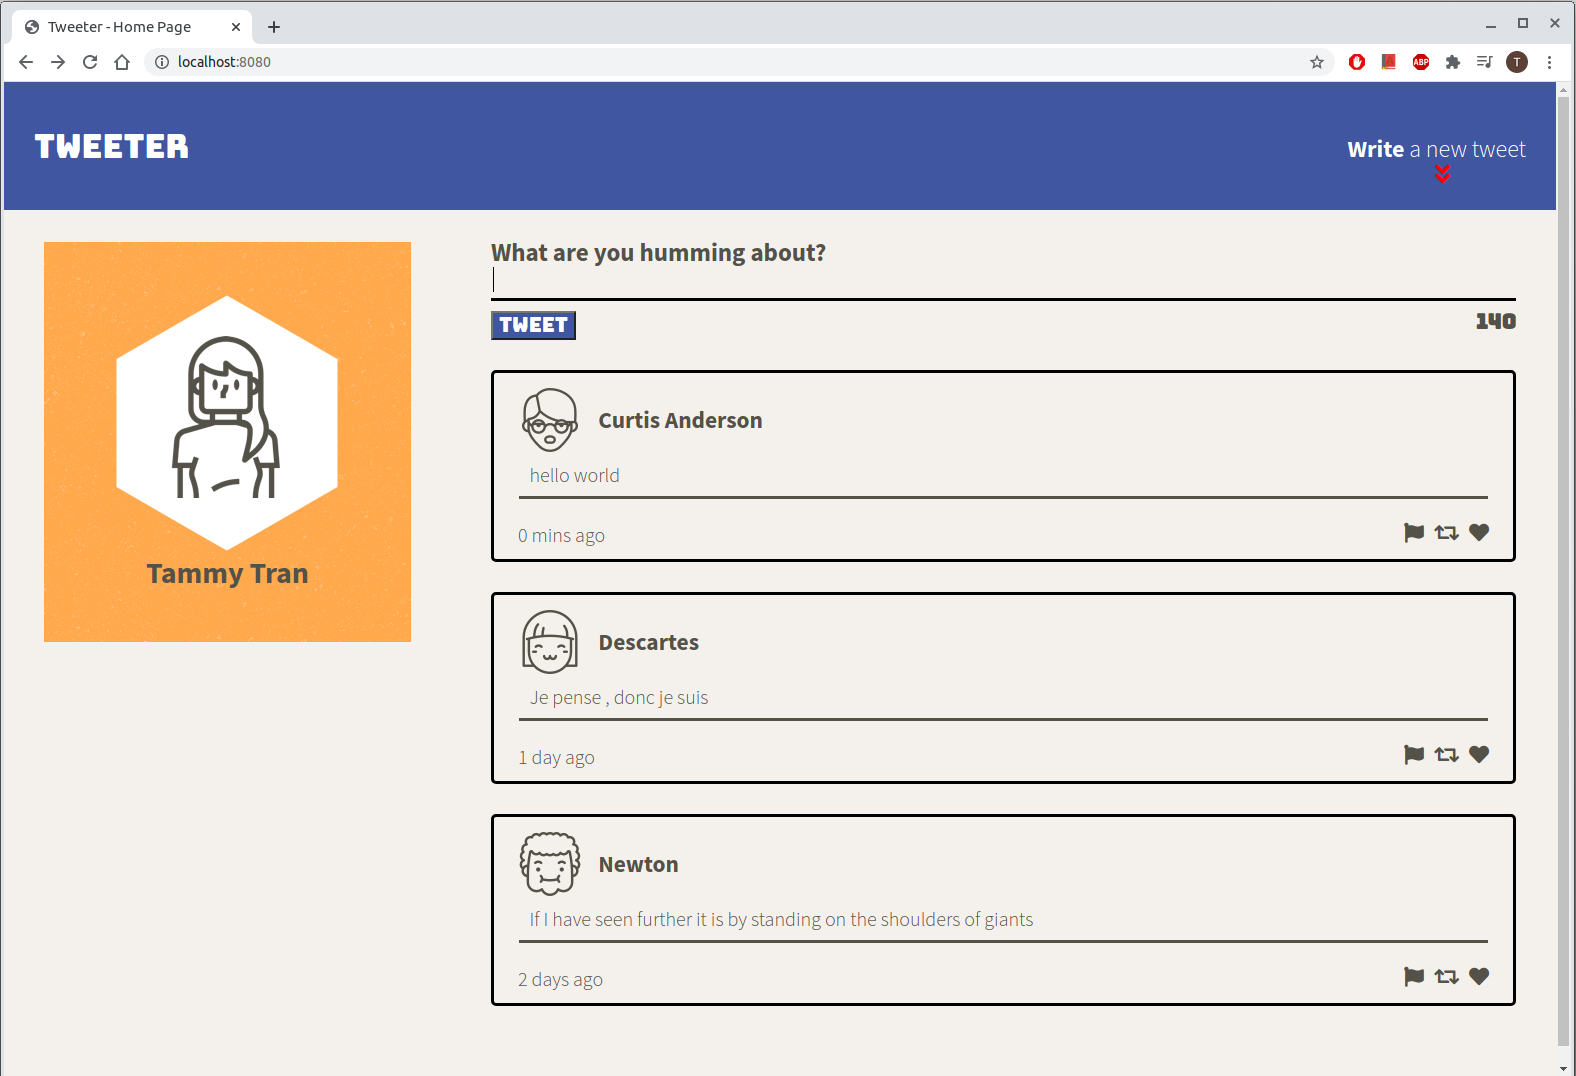 Tweeter - Home Page
localhost:8080
ABP
T
TWEETER
Write a new tweet
What are you humming about?
TWEET
140
Tammy Tran
Curtis Anderson
hello world
0 mins ago
Descartes
Je pense , donc je suis
1 day ago
Newton
If I have seen further it is by standing on the shoulders of giants
2 days ago